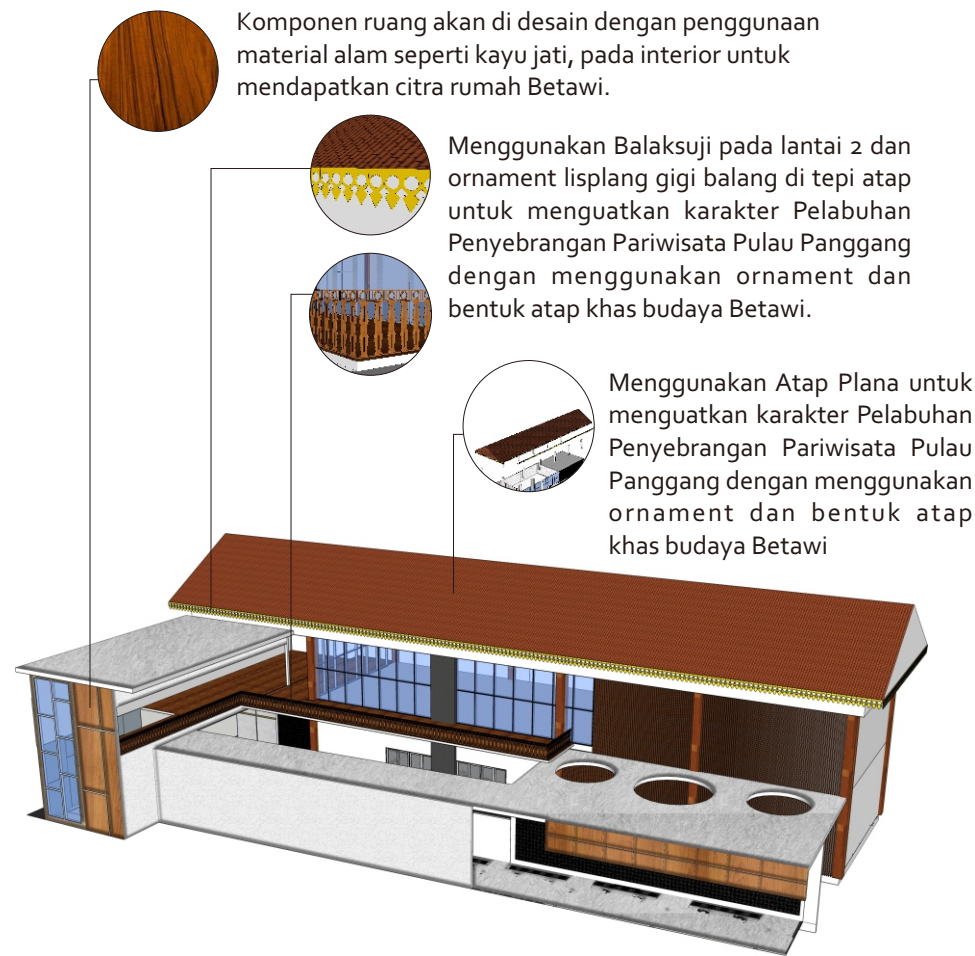 Komponen ruang akan di desain dengan penggunaan
material alam seperti kayu jati, pada interior untuk
mendapatkan citra rumah Betawi.
Menggunakan Balaksuji pada lantai 2 dan
ornament lisplang gigi balang di tepi atap
untuk menguatkan karakter Pelabuhan
Penyebrangan Pariwisata Pulau Panggang
dengan menggunakan ornament dan
bentuk atap khas budaya Betawi.
Menggunakan Atap Plana untuk
menguatkan karakter Pelabuhan
Penyebrangan Pariwisata Pulau
Panggang dengan menggunakan
ornament dan bentuk atap
khas budaya Betawi